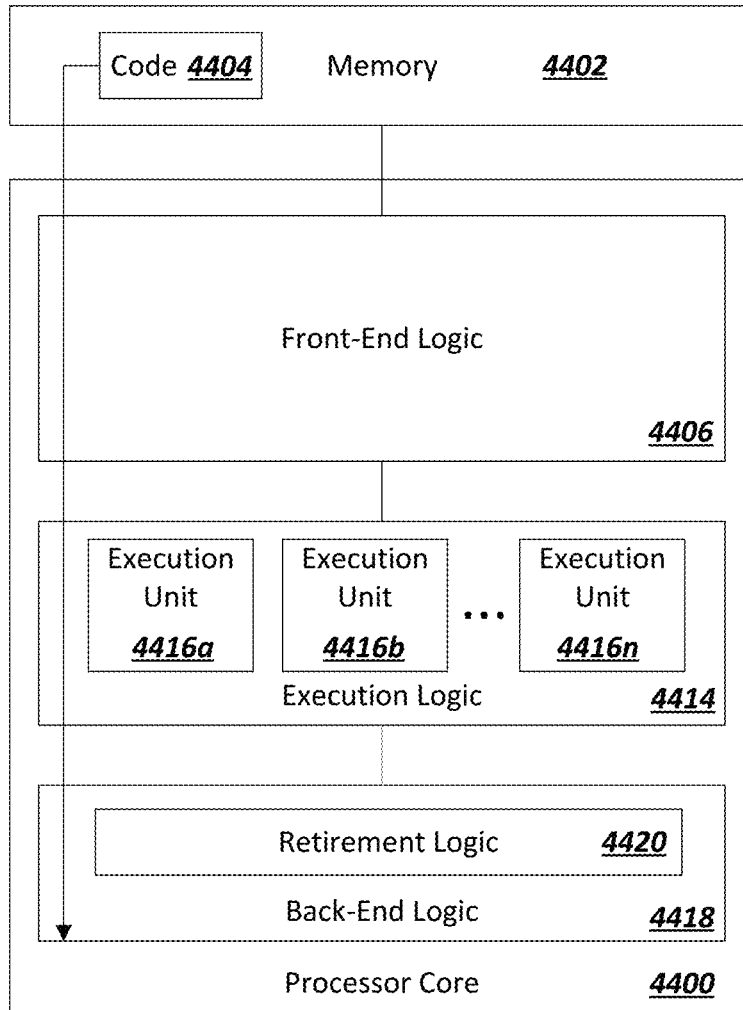 Code 4404 Memory 4402
Front-End Logic
4406
Execution Execution Execution
Unit Unit ... Unit
4416a 4416b 4416n
Execution Logic 4414
Retirement Logic 4420
Back-End Logic 4418
Processor Core 4400